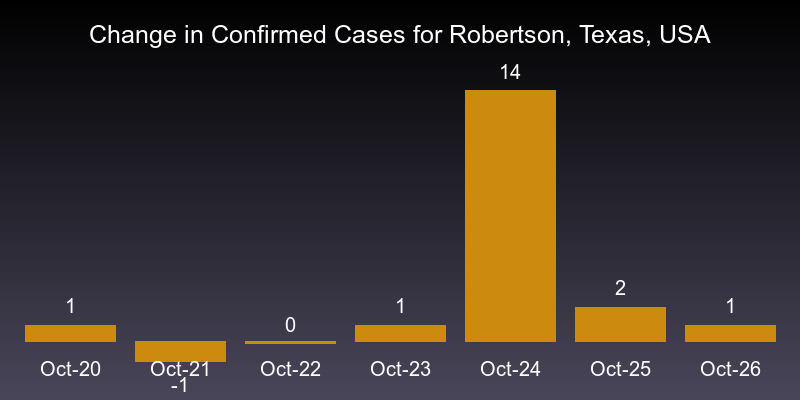 Change in Confirmed Cases for Robertson, Texas, USA
14
1
0
1
2
1
Oct-20
Oct-21
Oct-22
Oct-23
Oct-24
Oct-25
Oct-26
-1